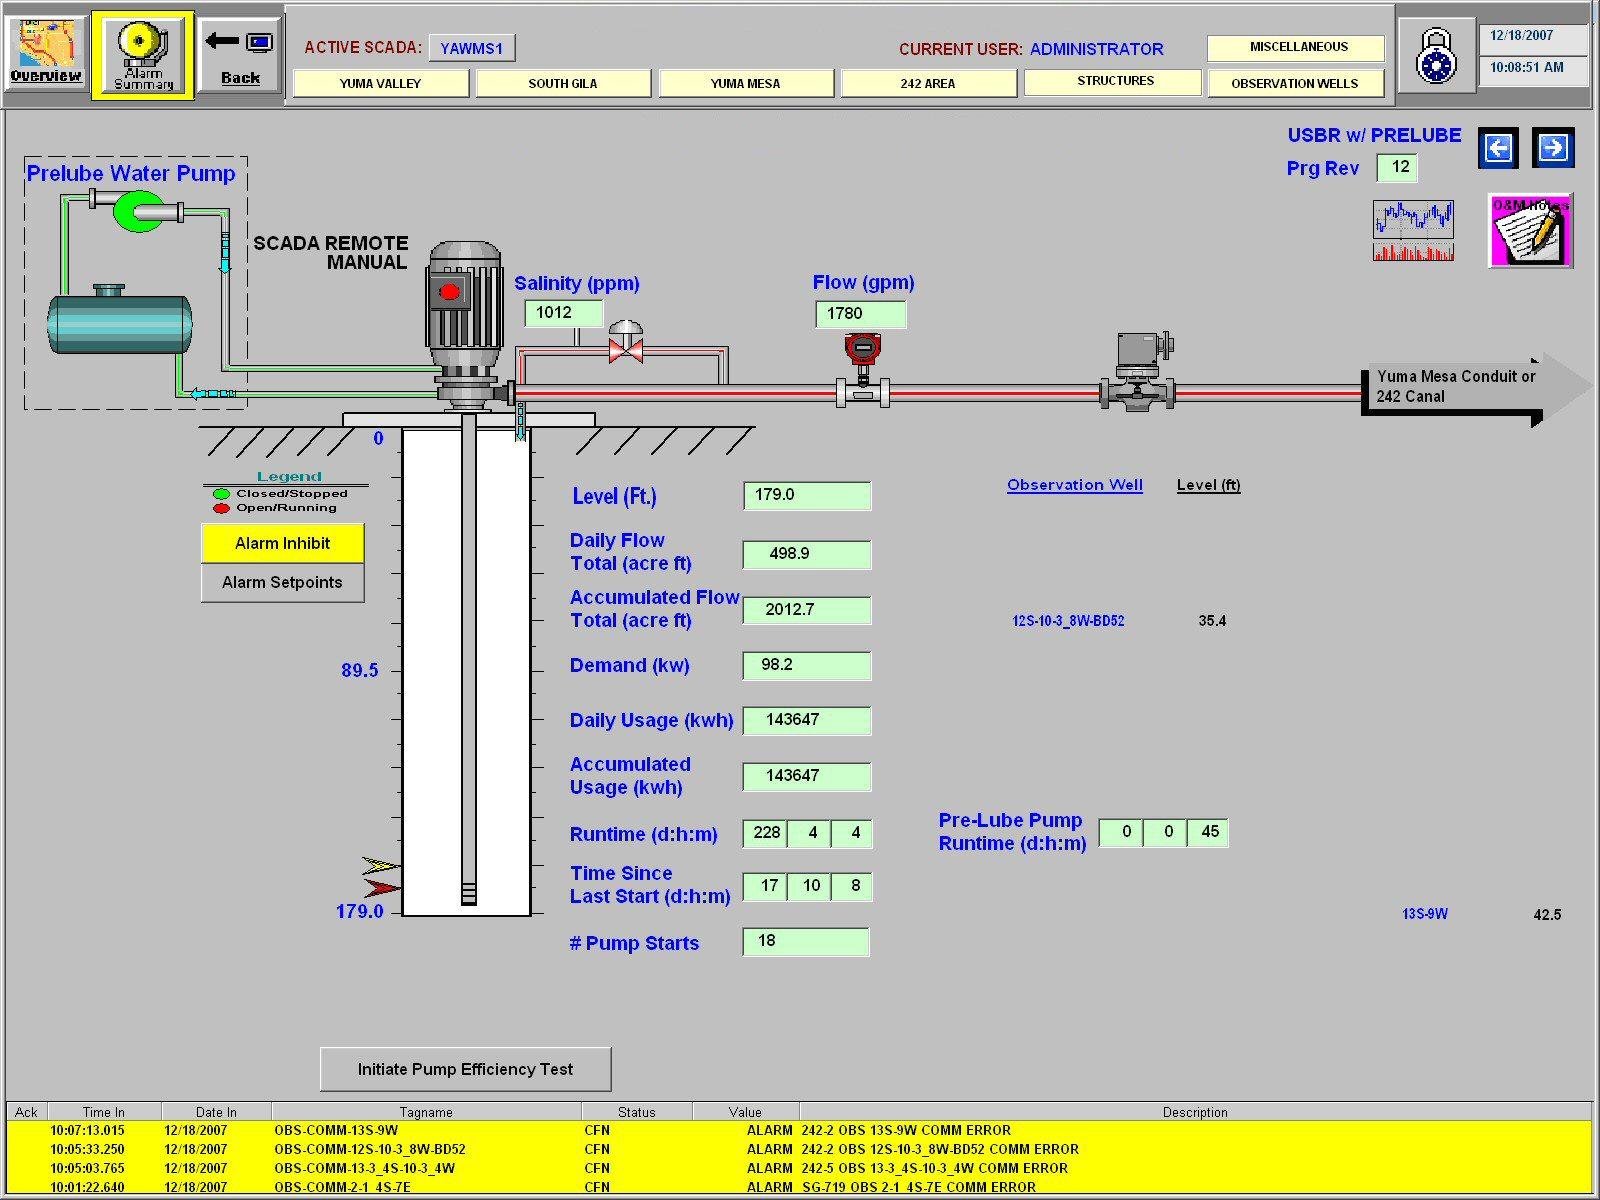 Overview
Alarm
Summary
Back
ACTIVE SCADA: YAWMS1
CURRENT USER: ADMINISTRATOR
MISCELLANEOUS
YUMA VALLEY
SOUTH GILA
YUMA MESA
242 AREA
STRUCTURES
OBSERVATION WELLS
12/18/2007
10:08:51 AM
USBR w/ PRELUBE
Prg Rev 12
O&M Notes
Prelube Water Pump
SCADA REMOTE
MANUAL
Salinity (ppm)
1012
Flow (gpm)
1780
Yuma Mesa Conduit or
242 Canal
0
89.5
179.0
Legend
Closed/Stopped
Open/Running
Alarm Inhibit
Alarm Setpoints
Level (Ft.) 179.0
Daily Flow
Total (acre ft) 498.9
Accumulated Flow
Total (acre ft) 2012.7
Demand (kw) 98.2
Daily Usage (kwh) 143647
Accumulated
Usage (kwh) 143647
Runtime (d:h:m) 228 4 4
Time Since
Last Start (d:h:m) 17 10 8
# Pump Starts 18
Observation Well Level (ft)
12S-10-3_8W-BD52 35.4
Pre-Lube Pump
Runtime (d:h:m) 0 0 45
13S-9W 42.5
Initiate Pump Efficiency Test
Ack Time In Date In Tagname Status Value Description
10:07:13.015 12/18/2007 OBS-COMM-13S-9W CFN ALARM 242-2 OBS 13S-9W COMM ERROR
10:05:33.250 12/18/2007 OBS-COMM-12S-10-3_8W-BD52 CFN ALARM 242-2 OBS 12S-10-3_8W-BD52 COMM ERROR
10:05:03.765 12/18/2007 OBS-COMM-13-3_4S-10-3_4W CFN ALARM 242-5 OBS 13-3_4S-10-3_4W COMM ERROR
10:01:22.640 12/18/2007 OBS-COMM-2-1_4S-7E CFN ALARM SG-719 OBS 2-1_4S-7E COMM ERROR